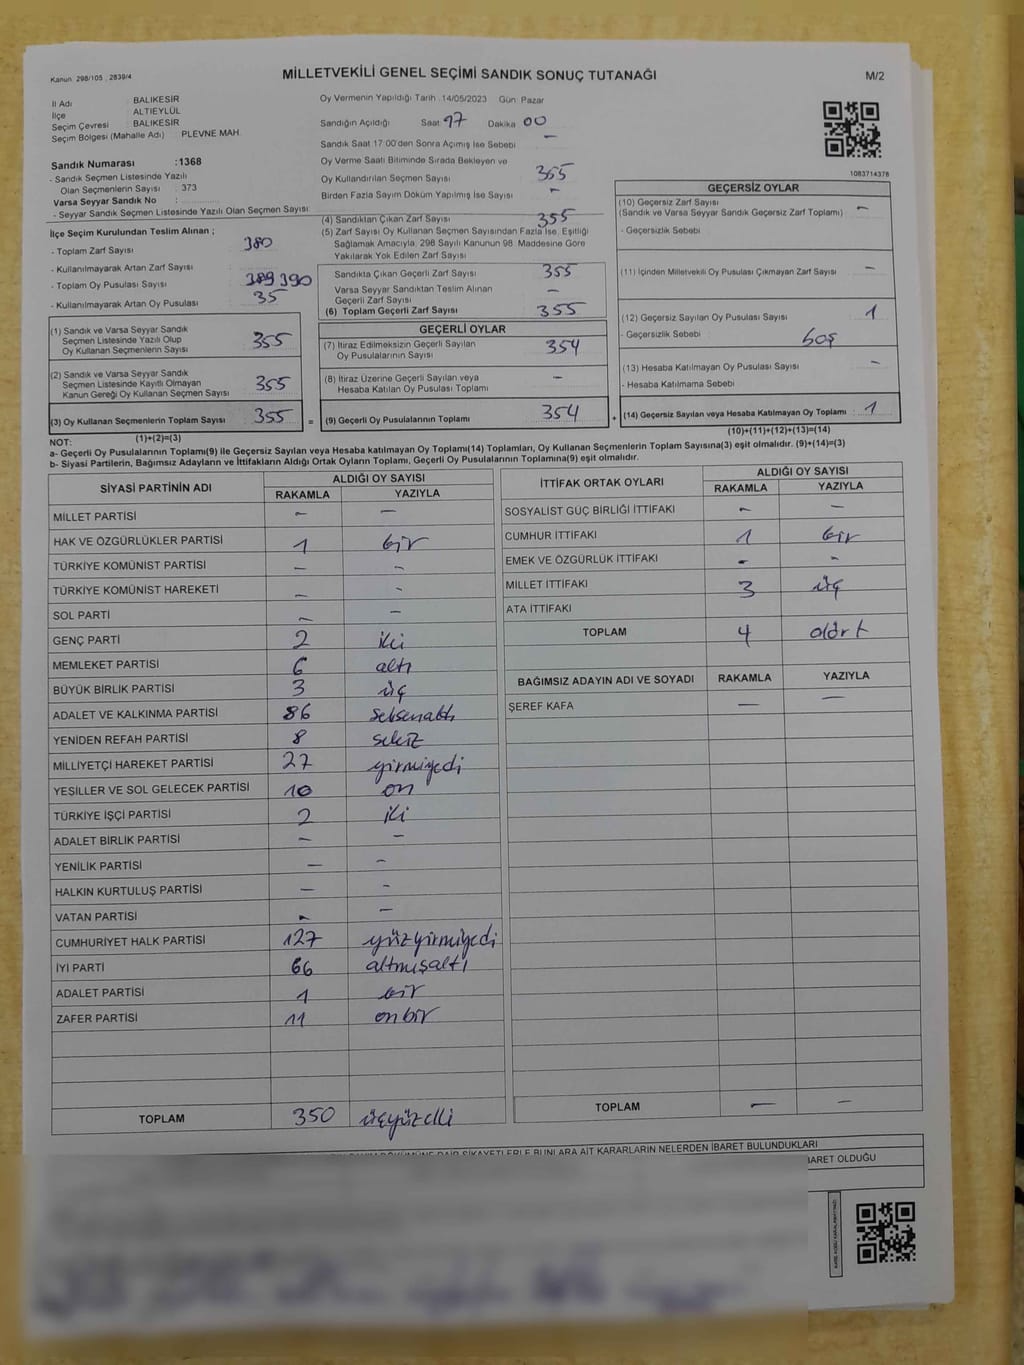 Kanun. 298/105 , 2839/4
MİLLETVEKİLİ GENEL SEÇİMİ SANDIK SONUÇ TUTANAĞI
M/2
İl Adı : BALIKESİR
İlçe : ALTIEYLÜL
Seçim Çevresi : BALIKESİR
Seçim Bölgesi (Mahalle Adı) : PLEVNE MAH.
Sandık Numarası :1368
- Sandık Seçmen Listesinde Yazılı
Olan Seçmenlerin Sayısı : 373
Varsa Seyyar Sandık No :
- Seyyar Sandık Seçmen Listesinde Yazılı Olan Seçmen Sayısı:
Oy Vermenin Yapıldığı Tarih :14/05/2023 Gün: Pazar
Sandığın Açıldığı Saat 17 Dakika 00
Sandık Saat 17:00'den Sonra Açımış İse Sebebi —
Oy Verme Saati Bitiminde Sırada Bekleyen ve
Oy Kullandırılan Seçmen Sayısı 355
Birden Fazla Sayım Döküm Yapılmış İse Sayısı –
1083714376
İlçe Seçim Kurulundan Teslim Alınan ;
- Toplam Zarf Sayısı 380
- Kullanılmayarak Artan Zarf Sayısı
- Toplam Oy Pusulası Sayısı 390
- Kullanılmayarak Artan Oy Pusulası 35
(4) Sandıktan Çıkan Zarf Sayısı 355
(5) Zarf Sayısı Oy Kullanan Seçmen Sayısından Fazla İse, Eşitliği
Sağlamak Amacıyla, 298 Sayılı Kanunun 98. Maddesine Göre
Yakılarak Yok Edilen Zarf Sayısı
Sandıkta Çıkan Geçerli Zarf Sayısı 355
Varsa Seyyar Sandıktan Teslim Alınan
Geçerli Zarf Sayısı —
(6) Toplam Geçerli Zarf Sayısı 355
GEÇERSİZ OYLAR
(10) Geçersiz Zarf Sayısı
(Sandık ve Varsa Seyyar Sandık Geçersiz Zarf Toplamı) –
- Geçersizlik Sebebi :
(11) İçinden Milletvekili Oy Pusulası Çıkmayan Zarf Sayısı –
(12) Geçersiz Sayılan Oy Pusulası Sayısı 1
- Geçersizlik Sebebi : boş
(13) Hesaba Katılmayan Oy Pusulası Sayısı –
- Hesaba Katılmama Sebebi
(14) Geçersiz Sayılan veya Hesaba Katılmayan Oy Toplamı : 1
(10)+(11)+(12)+(13)=(14)
(1) Sandık ve Varsa Seyyar Sandık
Seçmen Listesinde Yazılı Olup
Oy Kullanan Seçmenlerin Sayısı 355
(2) Sandık ve Varsa Seyyar Sandık
Seçmen Listesinde Kayıtlı Olmayan
Kanun Gereği Oy Kullanan Seçmen Sayısı 355
(3) Oy Kullanan Seçmenlerin Toplam Sayısı 355 =
(1)+(2)=(3)
GEÇERLİ OYLAR
(7) İtiraz Edilmeksizin Geçerli Sayılan
Oy Pusulalarının Sayısı 354
(8) İtiraz Üzerine Geçerli Sayılan veya
Hesaba Katılan Oy Pusulası Toplamı –
(9) Geçerli Oy Pusulalarının Toplamı 354 +
NOT:
a- Geçerli Oy Pusulalarının Toplamı(9) ile Geçersiz Sayılan veya Hesaba katılmayan Oy Toplamı(14) Toplamları, Oy Kullanan Seçmenlerin Toplam Sayısına(3) eşit olmalıdır. (9)+(14)=(3)
b- Siyasi Partilerin, Bağımsız Adayların ve İttifakların Aldığı Ortak Oyların Toplamı, Geçerli Oy Pusulalarının Toplamına(9) eşit olmalıdır.
SİYASİ PARTİNİN ADI ALDIĞI OY SAYISI
RAKAMLA YAZIYLA
MİLLET PARTİSİ – —
HAK VE ÖZGÜRLÜKLER PARTİSİ 1 bir
TÜRKİYE KOMÜNİST PARTİSİ – –
TÜRKİYE KOMÜNİST HAREKETİ – –
SOL PARTİ – –
GENÇ PARTİ 2 iki
MEMLEKET PARTİSİ 6 altı
BÜYÜK BİRLİK PARTİSİ 3 üç
ADALET VE KALKINMA PARTİSİ 86 seksenaltı
YENİDEN REFAH PARTİSİ 8 sekiz
MİLLİYETÇİ HAREKET PARTİSİ 27 yirmiyedi
YEŞİLLER VE SOL GELECEK PARTİSİ 10 on
TÜRKİYE İŞÇİ PARTİSİ 2 iki
ADALET BİRLİK PARTİSİ – –
YENİLİK PARTİSİ – –
HALKIN KURTULUŞ PARTİSİ – –
VATAN PARTİSİ – –
CUMHURİYET HALK PARTİSİ 127 yüzyirmiyedi
İYİ PARTİ 66 altmışaltı
ADALET PARTİSİ 1 bir
ZAFER PARTİSİ 11 onbir
TOPLAM 350 üçyüzelli
İTTİFAK ORTAK OYLARI ALDIĞI OY SAYISI
RAKAMLA YAZIYLA
SOSYALİST GÜÇ BİRLİĞİ İTTİFAKI – –
CUMHUR İTTİFAKI 1 bir
EMEK VE ÖZGÜRLÜK İTTİFAKI – –
MİLLET İTTİFAKI 3 üç
ATA İTTİFAKI
TOPLAM 4 dört
BAĞIMSIZ ADAYIN ADI VE SOYADI RAKAMLA YAZIYLA
ŞEREF KAFA — —
TOPLAM — —
DÖKÜMÜNE DAİR ŞİKAYETLERLE BUNLARA AİT KARARLARIN NELERDEN İBARET BULUNDUKLARI
BARET OLDUĞU